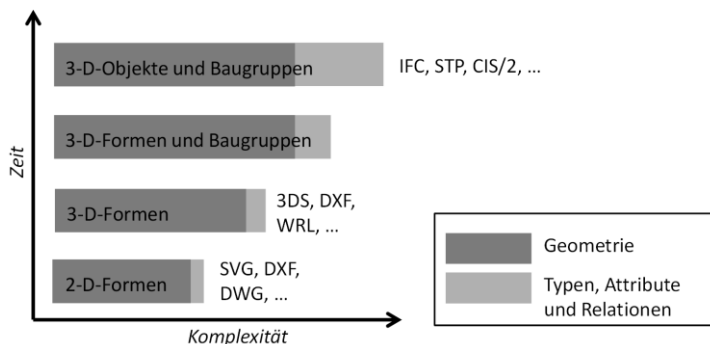 Zeit
3-D-Objekte und Baugruppen
IFC, STP, CIS/2, ...
3-D-Formen und Baugruppen
3-D-Formen
3DS, DXF,
WRL, ...
2-D-Formen
SVG, DXF,
DWG, ...
Komplexität
Geometrie
Typen, Attribute
und Relationen